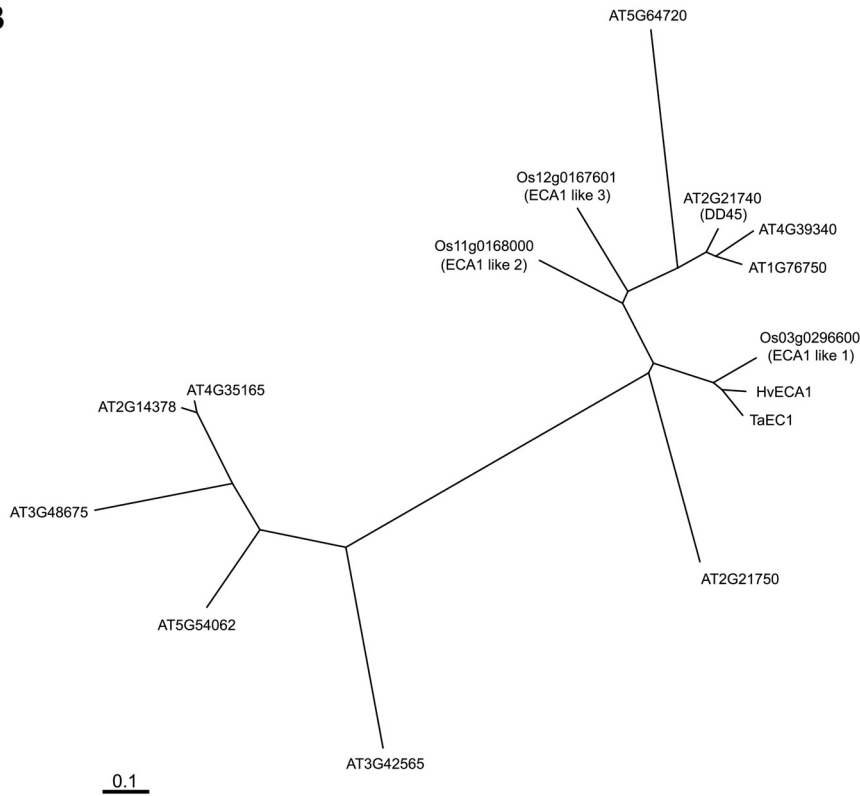 B
AT5G64720
Os12g0167601
(ECA1 like 3)
AT2G21740
(DD45)
AT4G39340
Os11g0168000
(ECA1 like 2)
AT1G76750
Os03g0296600
(ECA1 like 1)
HvECA1
TaEC1
AT4G35165
AT2G14378
AT3G48675
AT2G21750
AT5G54062
AT3G42565
0.1